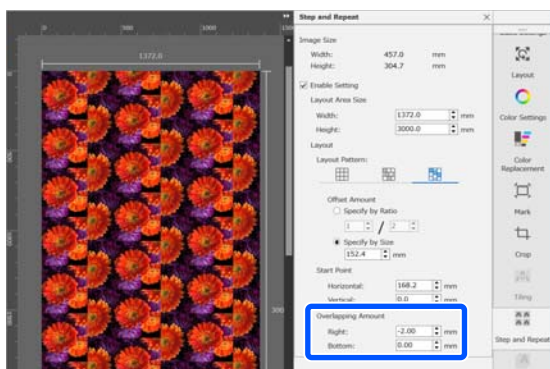 Step and Repeat
Image Size
Width: 457.0 mm
Height: 304.7 mm
Enable Setting
Layout Area Size
Width: 1372.0 mm
Height: 3000.0 mm
Layout
Layout Pattern:
Offset Amount
Specify by Ratio
1 / 2
Specify by Size
152.4 mm
Start Point
Horizontal: 168.2 mm
Vertical: 0.0 mm
Overlapping Amount
Right: -2.00 mm
Bottom: 0.00 mm
0 500 1000
1372.0
300
Layout
Color Settings
Color
Replacement
Mark
Crop
Tiling
Step and Repeat